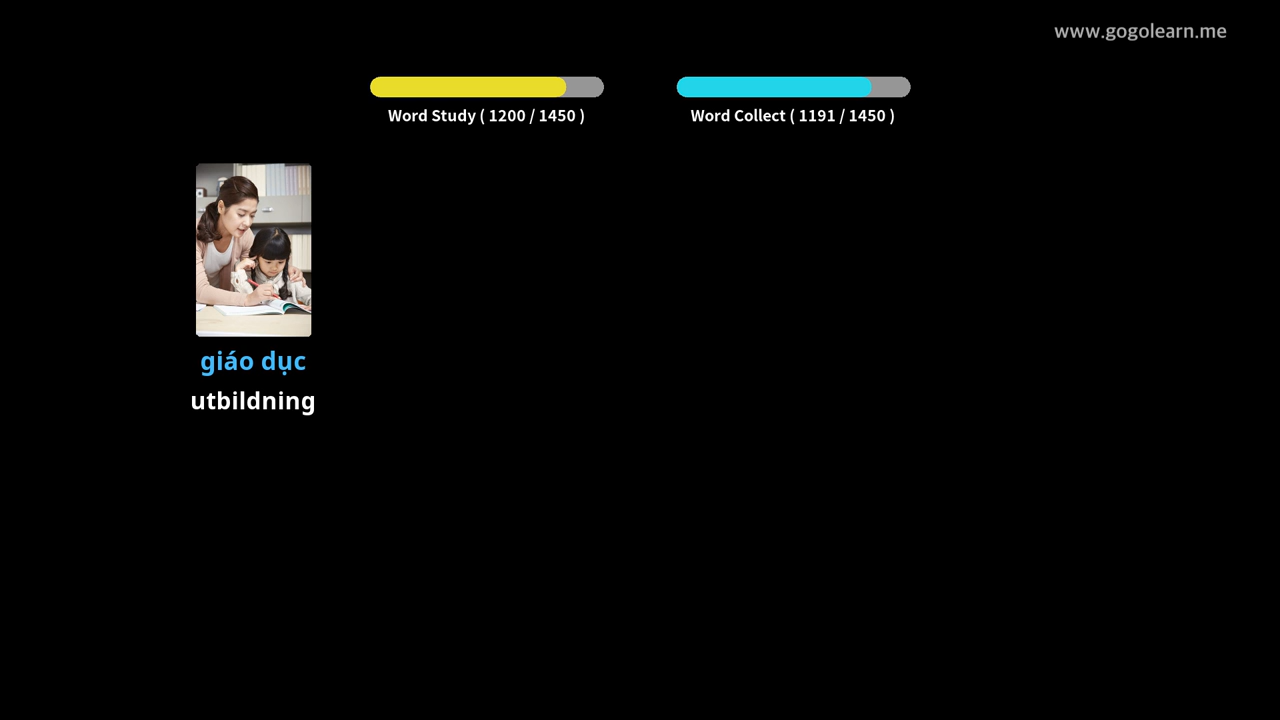 www.gogolearn.me
Word Study ( 1200 / 1450 )
Word Collect ( 1191 / 1450 )
giáo dục
utbildning